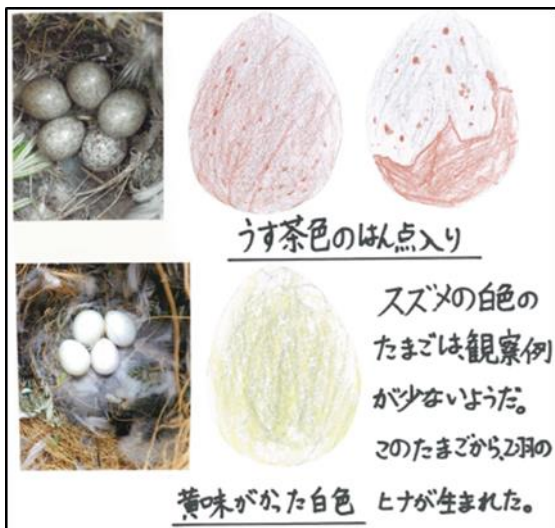 うす茶色のはん点入り
スズメの白色の
たまごは、観察例
が少ないようだ。
このたまごから、2羽の
ヒナが生まれた。
黄味がかった白色